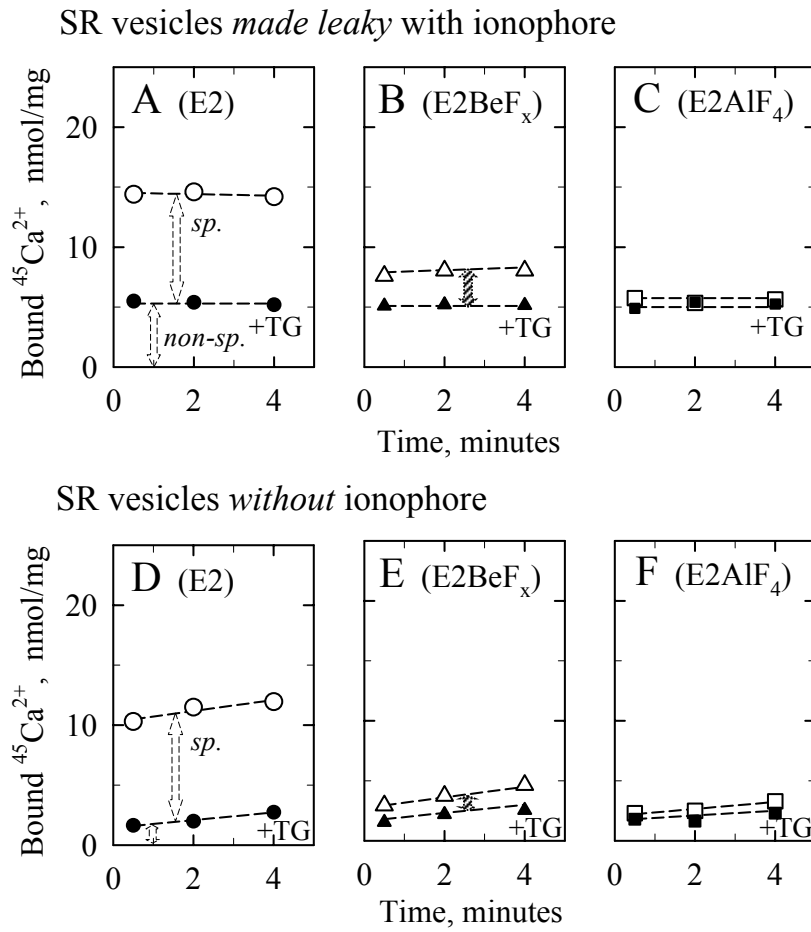 SR vesicles made leaky with ionophore
A (E2)
B (E2BeFx)
C (E2AlF4)
Bound 45Ca2+, nmol/mg
20
10
0
sp.
non-sp.
+TG
+TG
+TG
0 2 4
0 2 4
0 2 4
Time, minutes
SR vesicles without ionophore
D (E2)
E (E2BeFx)
F (E2AlF4)
Bound 45Ca2+, nmol/mg
20
10
0
sp.
+TG
+TG
+TG
0 2 4
0 2 4
0 2 4
Time, minutes